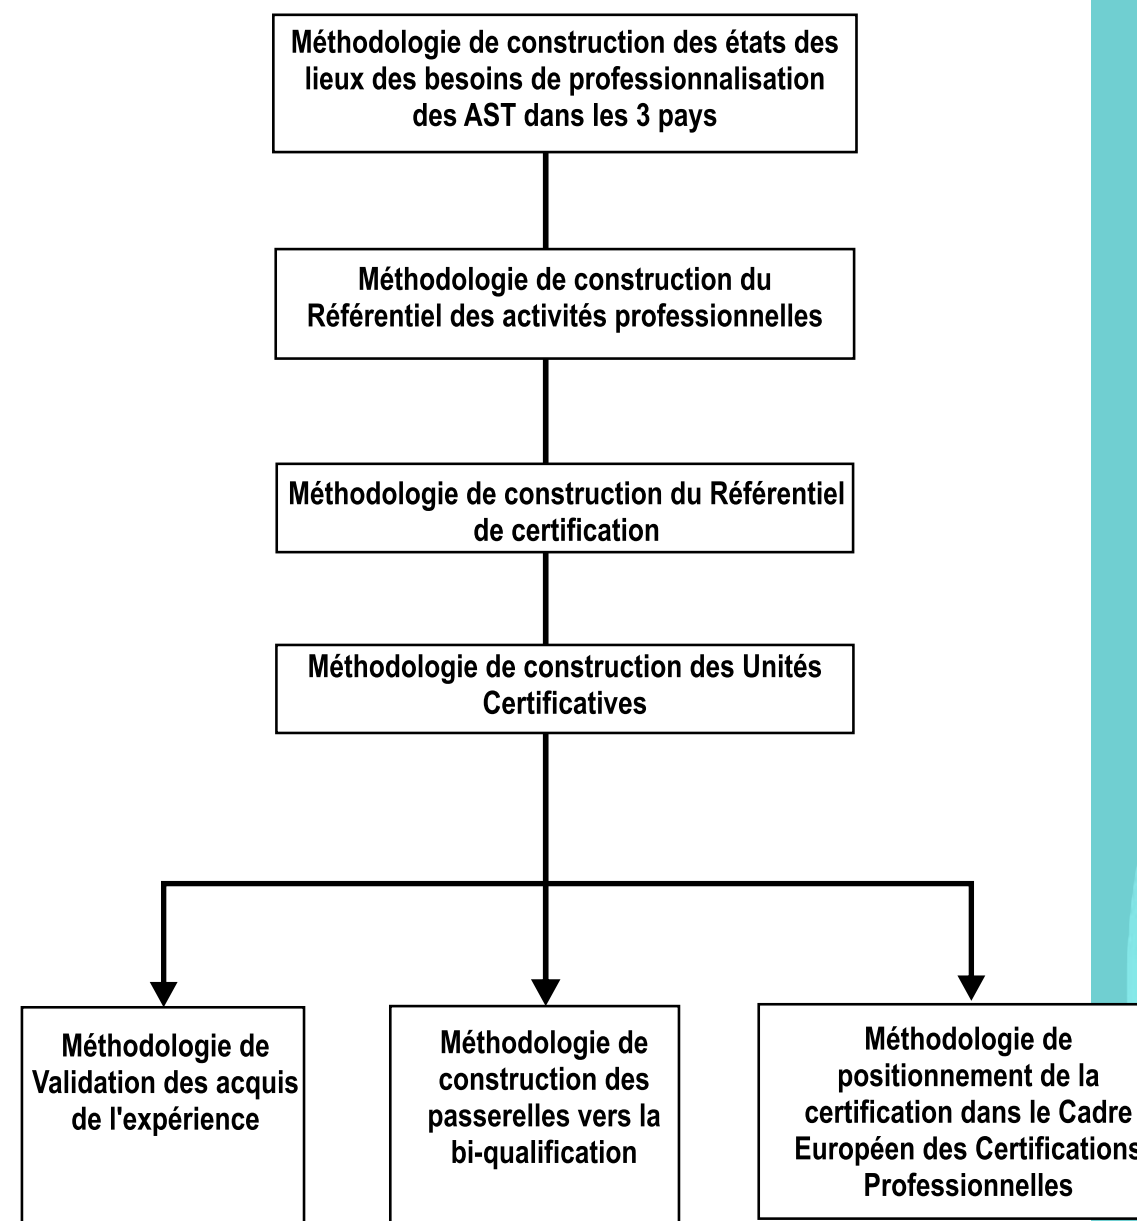 Méthodologie de construction des états des
lieux des besoins de professionnalisation
des AST dans les 3 pays
Méthodologie de construction du
Référentiel des activités professionnelles
Méthodologie de construction du Référentiel
de certification
Méthodologie de construction des Unités
Certificatives
Méthodologie de
Validation des acquis
de l'expérience
Méthodologie de
construction des
passerelles vers la
bi-qualification
Méthodologie de
positionnement de la
certification dans le Cadre
Européen des Certifications
Professionnelles